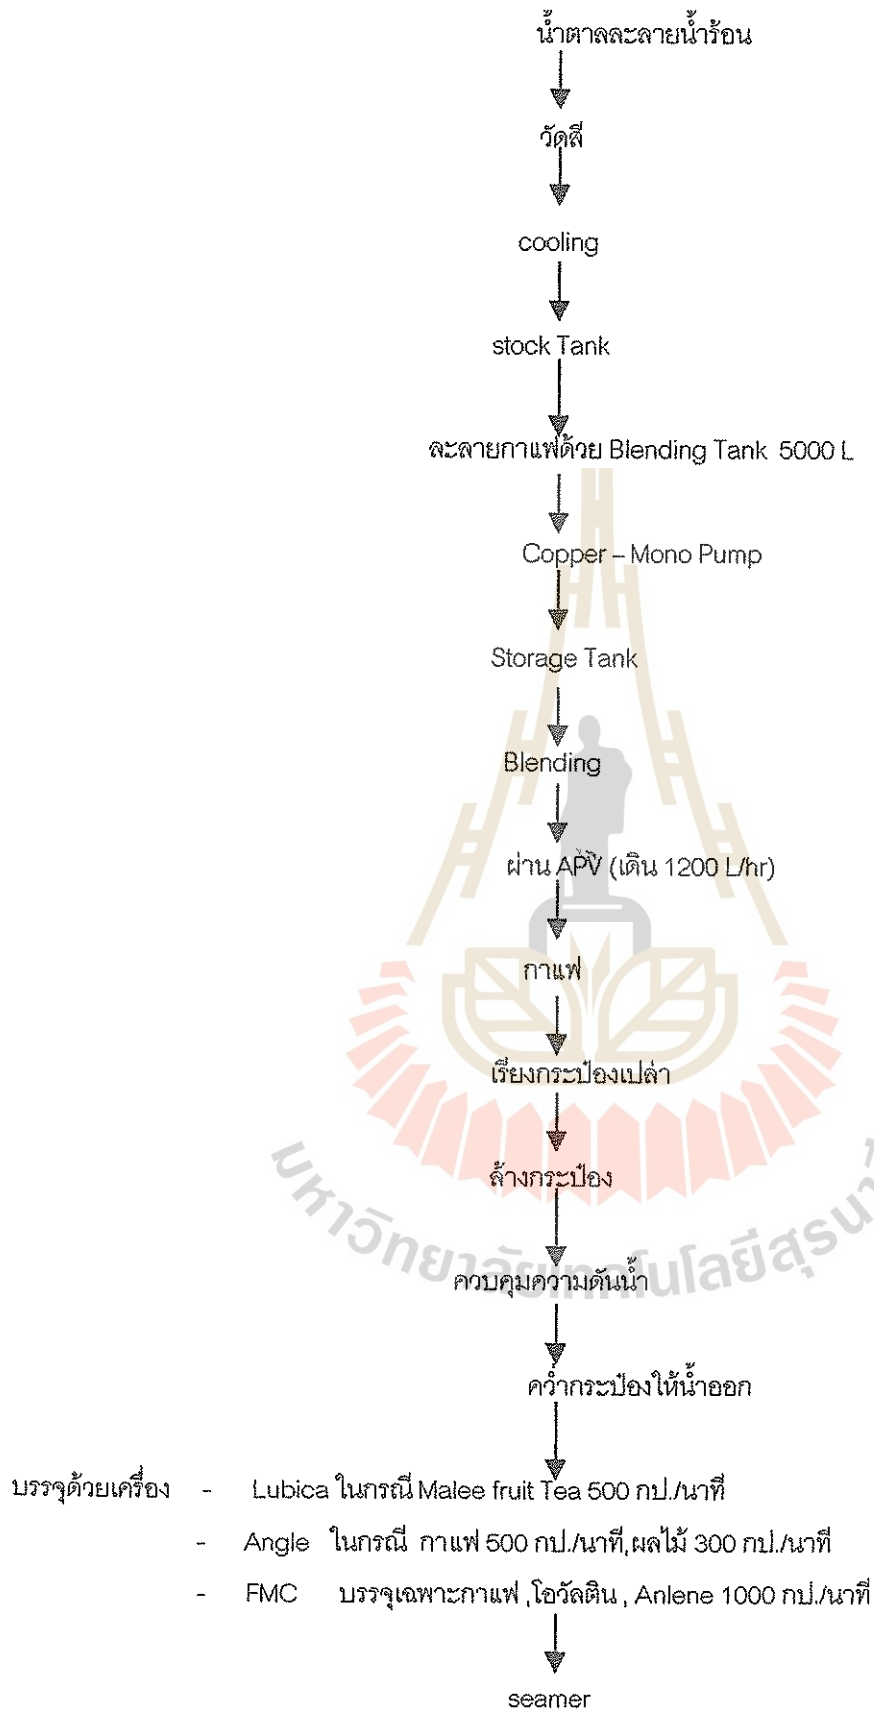 น้ำตาลละลายน้ำร้อน
วัดสี
cooling
stock Tank
ละลายกาแฟด้วย Blending Tank 5000 L
Copper – Mono Pump
Storage Tank
Blending
ผ่าน APV (เดิน 1200 L/hr)
กาแฟ
เรียงกระป๋องเปล่า
ล้างกระป๋อง
ควบคุมความดันน้ำ
คว่ำกระป๋องให้น้ำออก
บรรจุด้วยเครื่อง - Lubica ในกรณี Malee fruit Tea 500 กป./นาที
- Angle ในกรณี กาแฟ 500 กป./นาที,ผลไม้ 300 กป./นาที
- FMC บรรจุเฉพาะกาแฟ ,โอวัลติน , Anlene 1000 กป./นาที
seamer